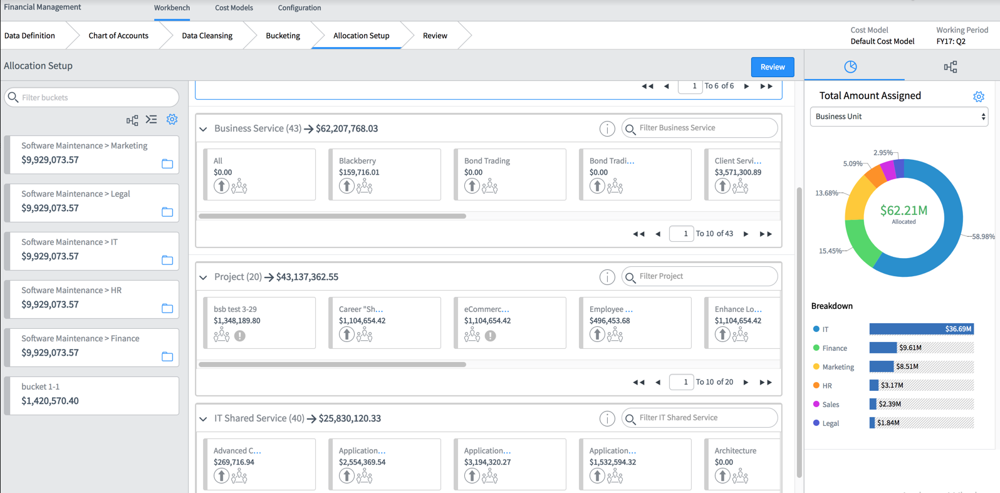 Financial Management
Workbench
Cost Models
Configuration
Data Definition
Chart of Accounts
Data Cleansing
Bucketing
Allocation Setup
Review
Cost Model
Default Cost Model
Working Period
FY17: Q2
Allocation Setup
Review
Filter buckets
Software Maintenance > Marketing
$9,929,073.57
Software Maintenance > Legal
$9,929,073.57
Software Maintenance > IT
$9,929,073.57
Software Maintenance > HR
$9,929,073.57
Software Maintenance > Finance
$9,929,073.57
bucket 1-1
$1,420,570.40
1 To 6 of 6
Business Service (43) → $62,207,768.03
Filter Business Service
All
$0.00
Blackberry
$159,716.01
Bond Trading
$0.00
Bond Tradi...
$0.00
Client Servi...
$3,571,300.89
1 To 10 of 43
Project (20) → $43,137,362.55
Filter Project
bsb test 3-29
$1,348,189.80
Career "Sh...
$1,104,654.42
eCommerc...
$1,104,654.42
Employee ...
$496,453.68
Enhance Lo...
$1,104,654.42
1 To 10 of 20
IT Shared Service (40) → $25,830,120.33
Filter IT Shared Service
Advanced C...
$269,716.94
Application...
$2,554,369.54
Application...
$3,194,320.27
Application...
$1,532,594.32
Architecture
$0.00
Total Amount Assigned
Business Unit
2.95%
5.09%
13.68%
15.45%
58.98%
$62.21M
Allocated
Breakdown
IT $36.69M
Finance $9.61M
Marketing $8.51M
HR $3.17M
Sales $2.39M
Legal $1.84M